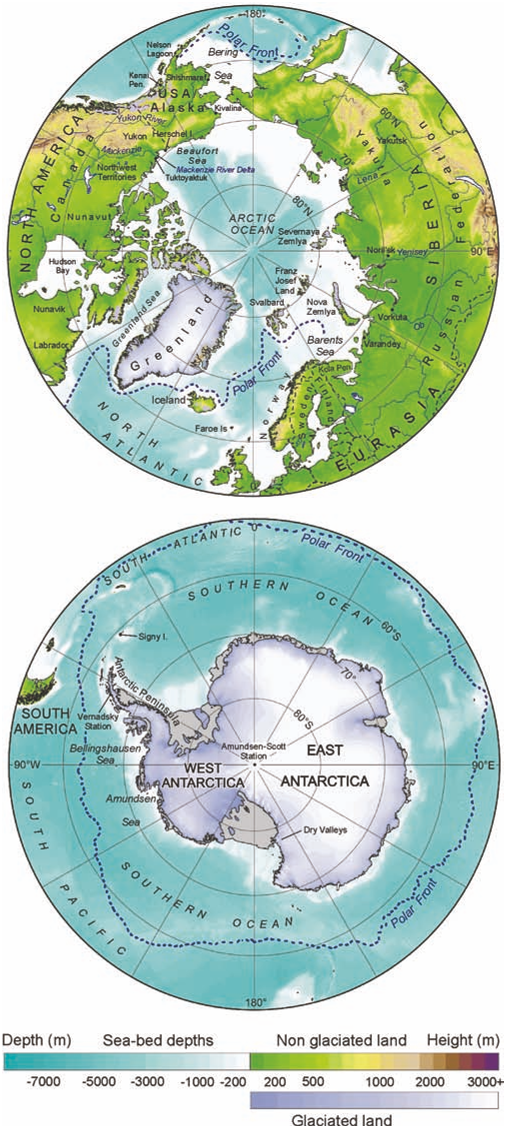 180°
Polar Front
Nelson
Lagoon
Bering
Sea
Kenai
Pen.
Shishmaref
USA
Alaska
Kivalina
Yukon River
Yukon
Herschel I.
Mackenzie
Beaufort
Sea
Mackenzie River Delta
Tuktoyaktuk
Northwest
Territories
NORTH AMERICA
Canada
Nunavut
60°N
70°
80°N
Yakutia
Yakutsk
Lena
ARCTIC
OCEAN
Severnaya
Zemlya
Noril'sk
Yenisey
90°E
SIBERIA
Russian Federation
Hudson
Bay
Franz
Josef
Land
Svalbard
Nova
Zemlya
Greenland Sea
Greenland
Nunavik
Vorkuta
Barents
Sea
Varandey
Labrador
Polar Front
Kola Pen.
Iceland
Norway
Sweden
Finland
Faroe Is
NORTH
ATLANTIC
EURASIA
0°
SOUTH ATLANTIC
0°
Polar Front
SOUTHERN OCEAN
60°S
Signy I.
70°
Antarctic Peninsula
80°S
SOUTH
AMERICA
Vernadsky
Station
Bellingshausen
Sea
Amundsen-Scott
Station
EAST
ANTARCTICA
WEST
ANTARCTICA
90°W
90°E
Amundsen
Sea
Dry Valleys
SOUTH PACIFIC
SOUTHERN OCEAN
Polar Front
180°
Depth (m) Sea-bed depths Non glaciated land Height (m)
-7000 -5000 -3000 -1000 -200 200 500 1000 2000 3000+
Glaciated land